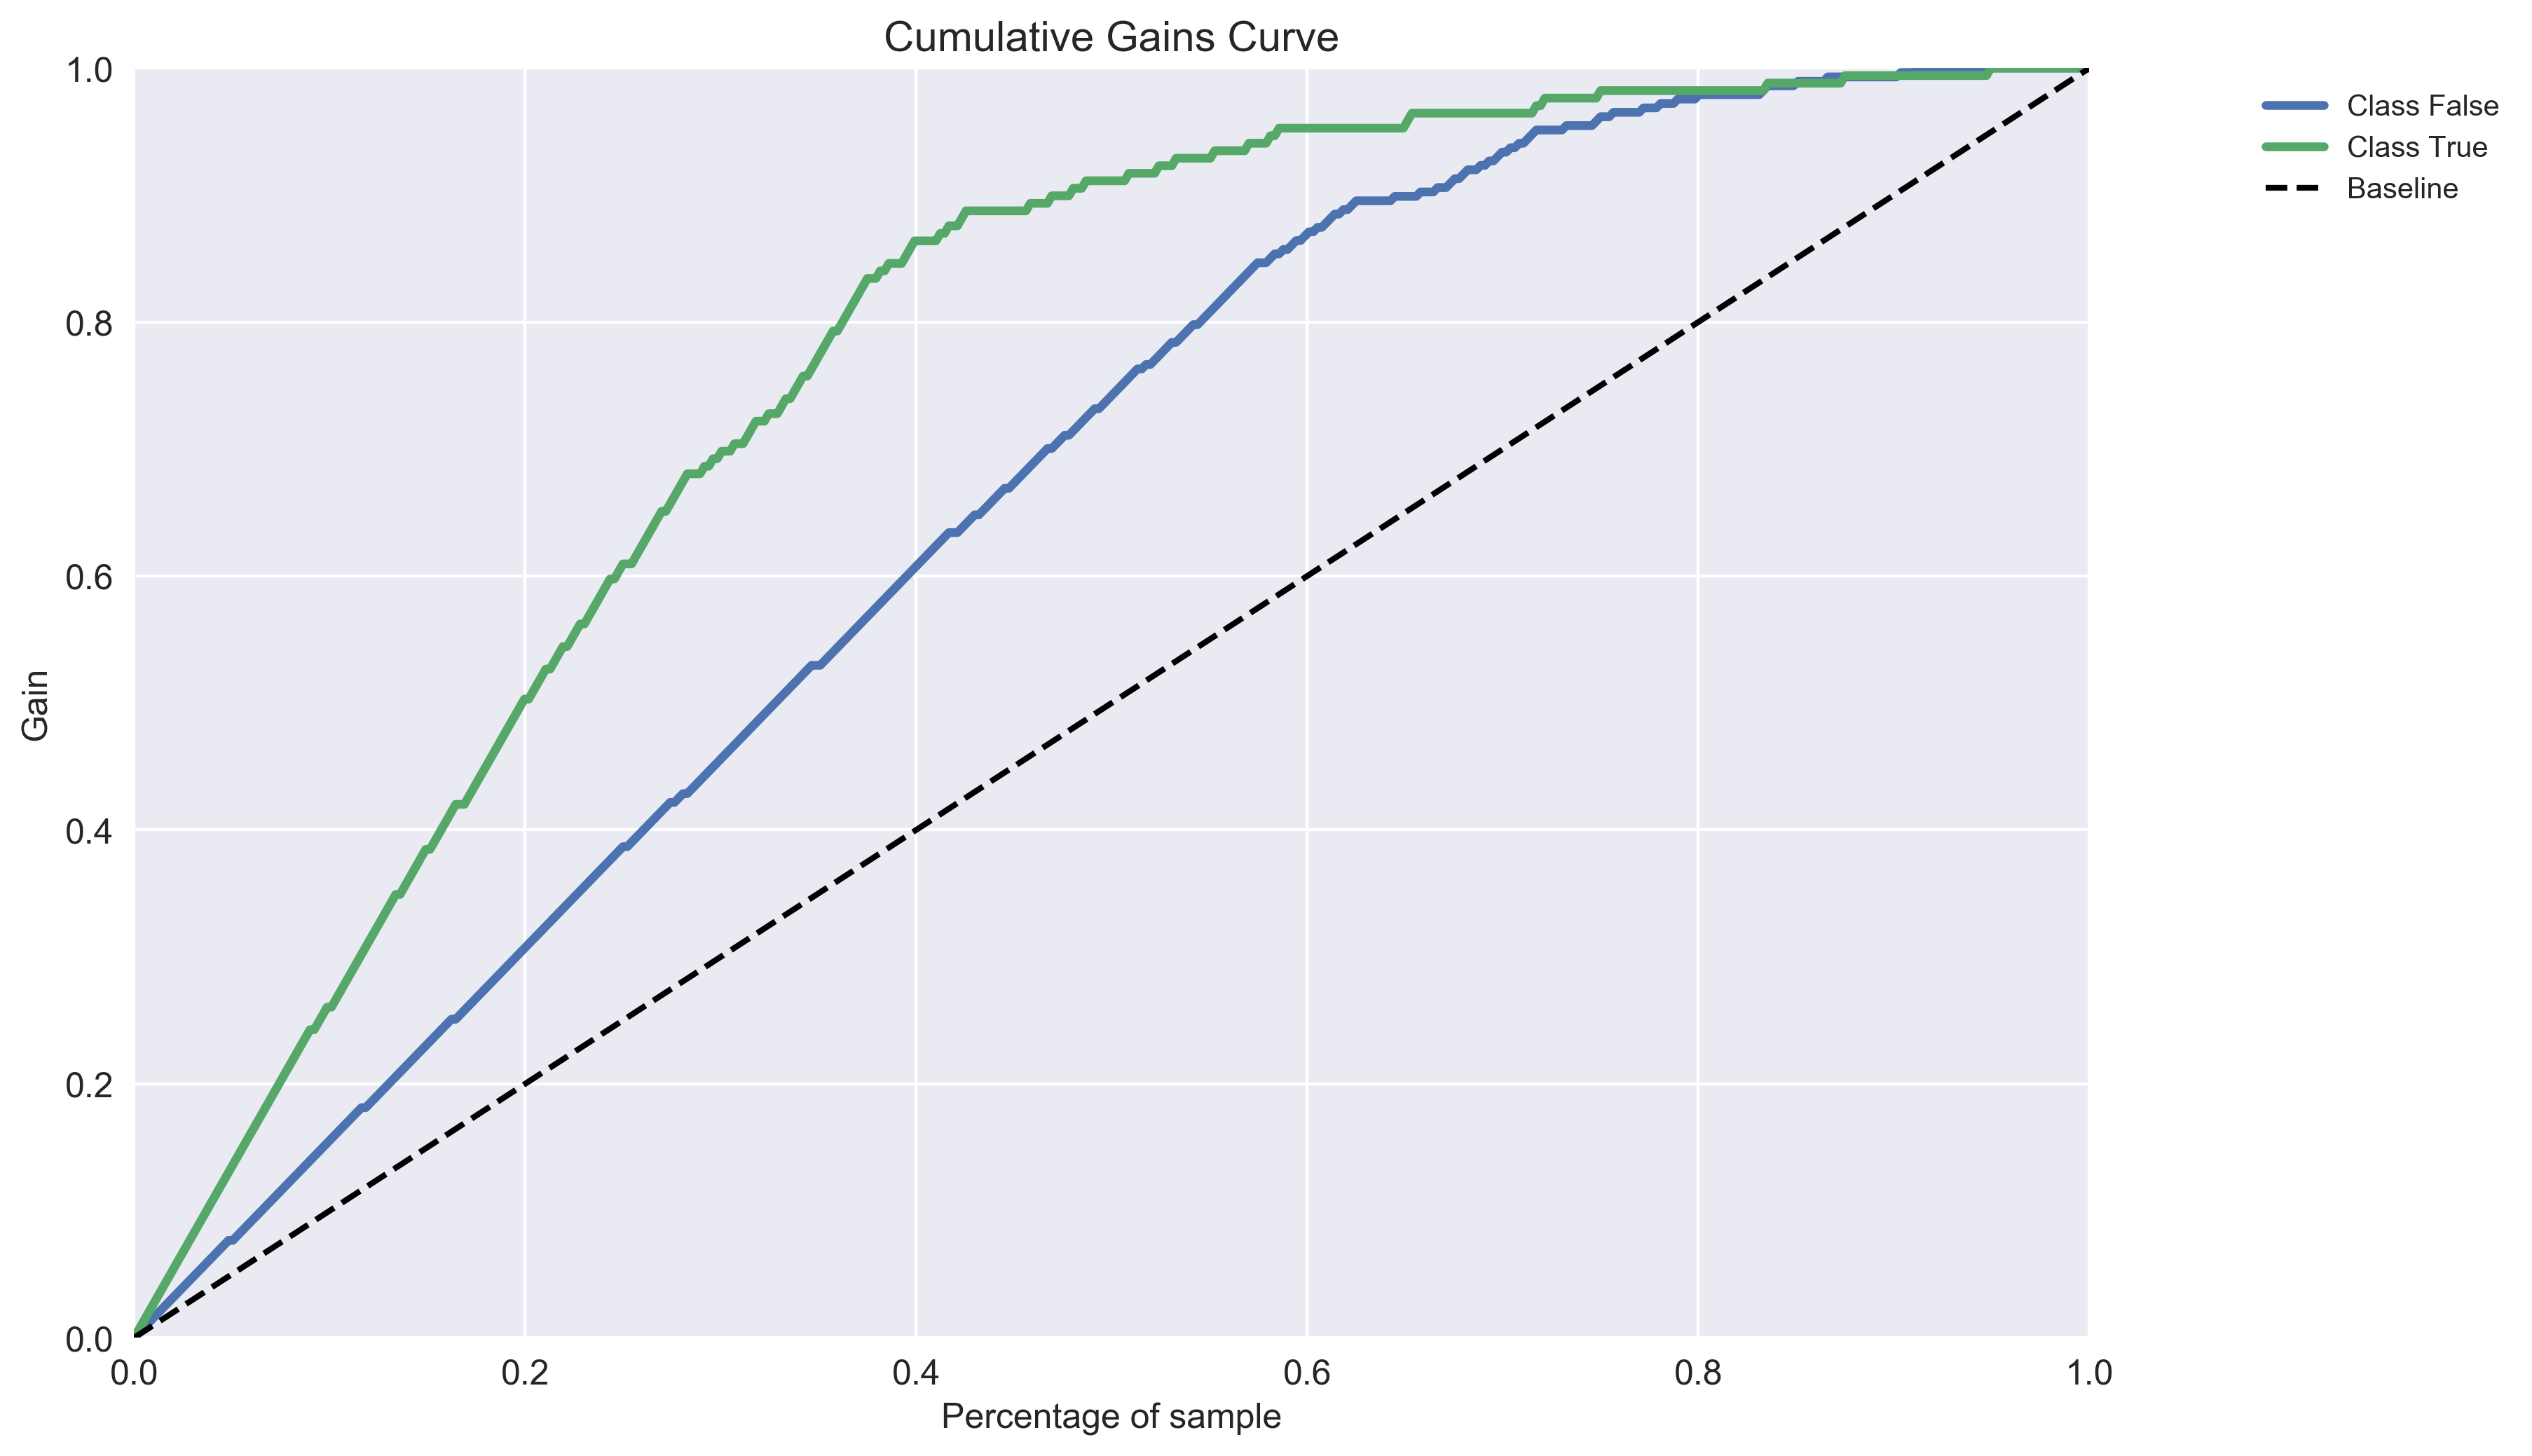 Cumulative Gains Curve
1.0
0.8
0.6
0.4
0.2
0.0
Gain
0.0 0.2 0.4 0.6 0.8 1.0
Percentage of sample
Class False
Class True
Baseline